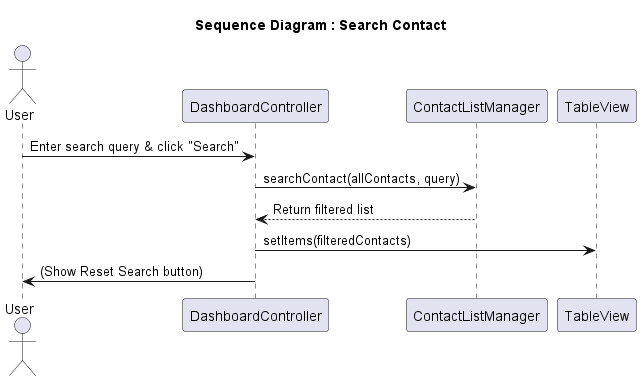 Sequence Diagram : Search Contact
User
DashboardController
ContactListManager
TableView
Enter search query & click "Search"
searchContact(allContacts, query)
Return filtered list
setItems(filteredContacts)
(Show Reset Search button)
User
DashboardController
ContactListManager
TableView